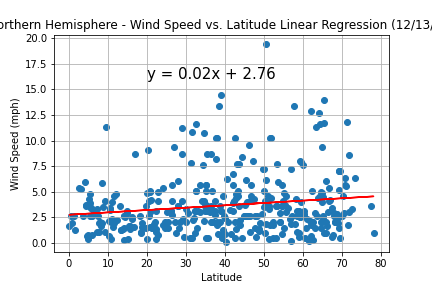 orthern Hemisphere - Wind Speed vs. Latitude Linear Regression (12/13/
20.0
17.5
15.0
12.5
10.0
7.5
5.0
2.5
0.0
y = 0.02x + 2.76
Wind Speed (mph)
0 10 20 30 40 50 60 70 80
Latitude